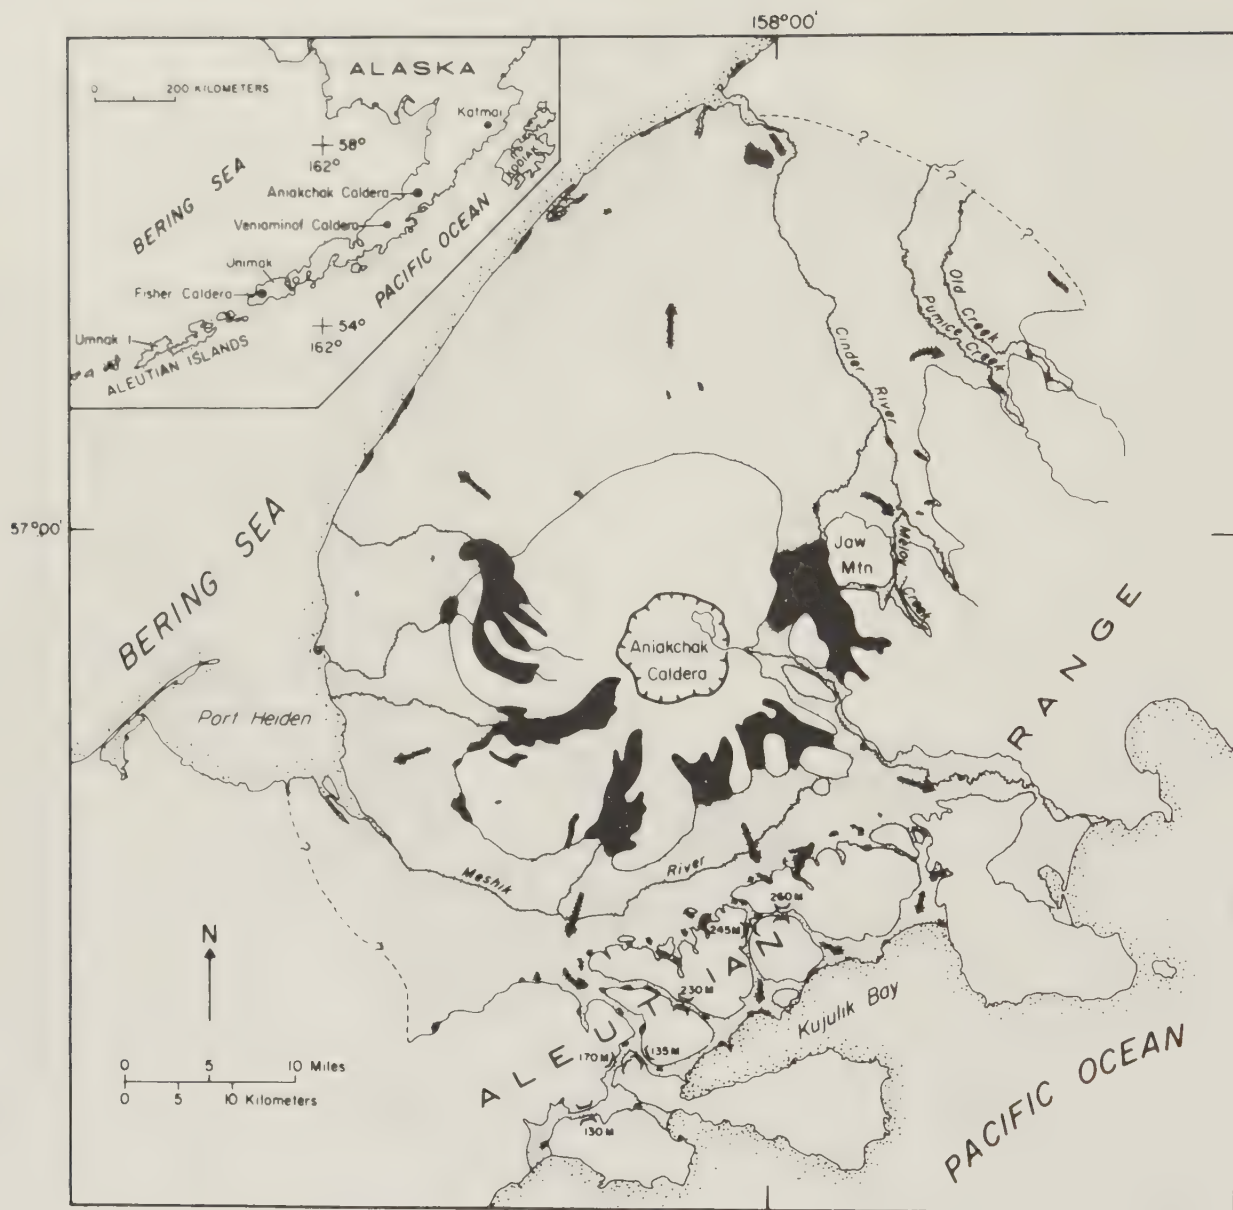 158°00'
ALASKA
0 200 KILOMETERS
Katmai
58°
162°
KODIAK
BERING SEA
Aniakchak Caldera
Veniaminof Caldera
PACIFIC OCEAN
Unimak
Fisher Caldera
54°
162°
Umnak I
ALEUTIAN ISLANDS
?
?
?
Old Creek
Pumice Creek
Cinder River
57°00'
BERING SEA
Jaw
Mtn
Meloy Creek
Aniakchak
Caldera
RANGE
Port Heiden
Meshik River
260M
245M
230M
N
Kujulik Bay
170M
135M
130M
ALEUTIAN
PACIFIC OCEAN
0 5 10 Miles
0 5 10 Kilometers